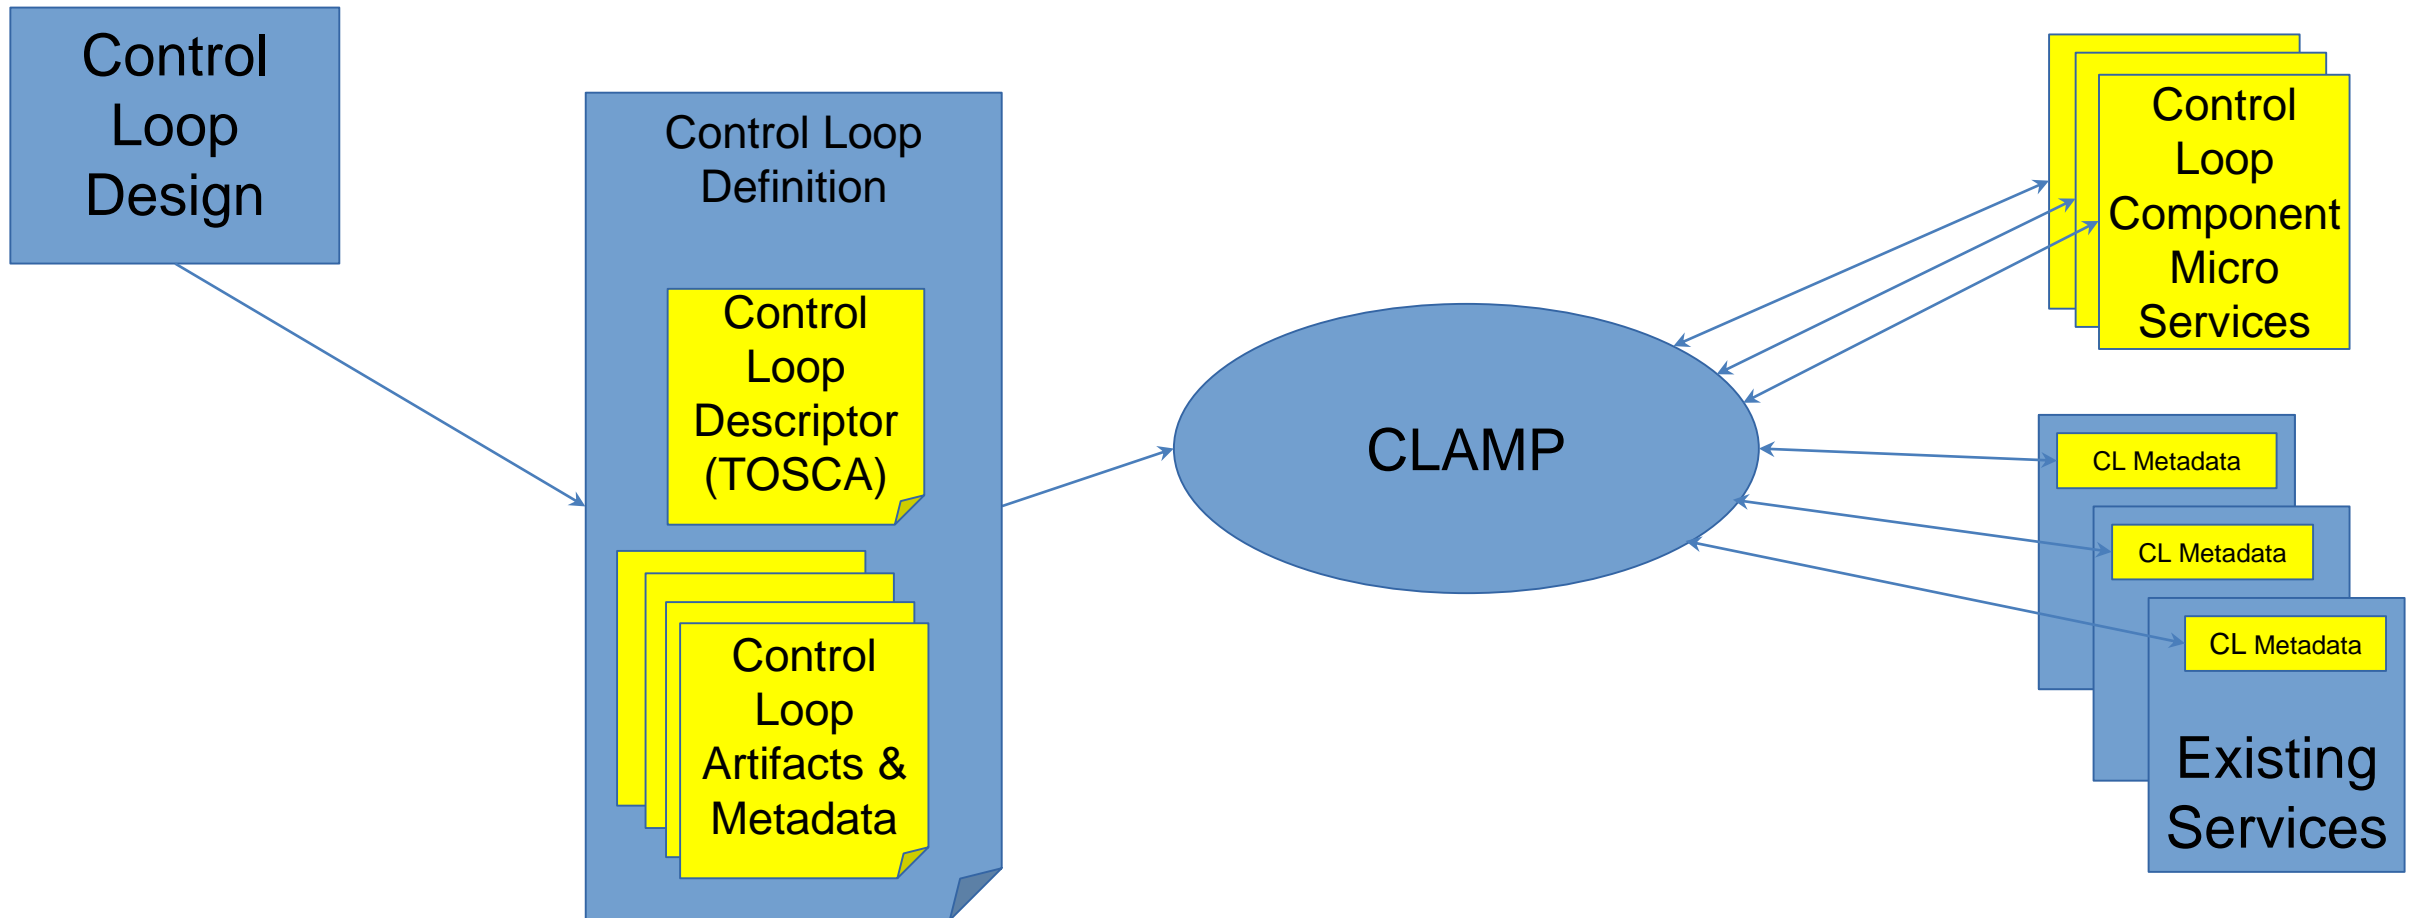 Control
Loop
Design
Control Loop
Definition
Control
Loop
Descriptor
(TOSCA)
Control
Loop
Artifacts &
Metadata
CLAMP
Control
Loop
Component
Micro
Services
CL Metadata
CL Metadata
CL Metadata
Existing
Services